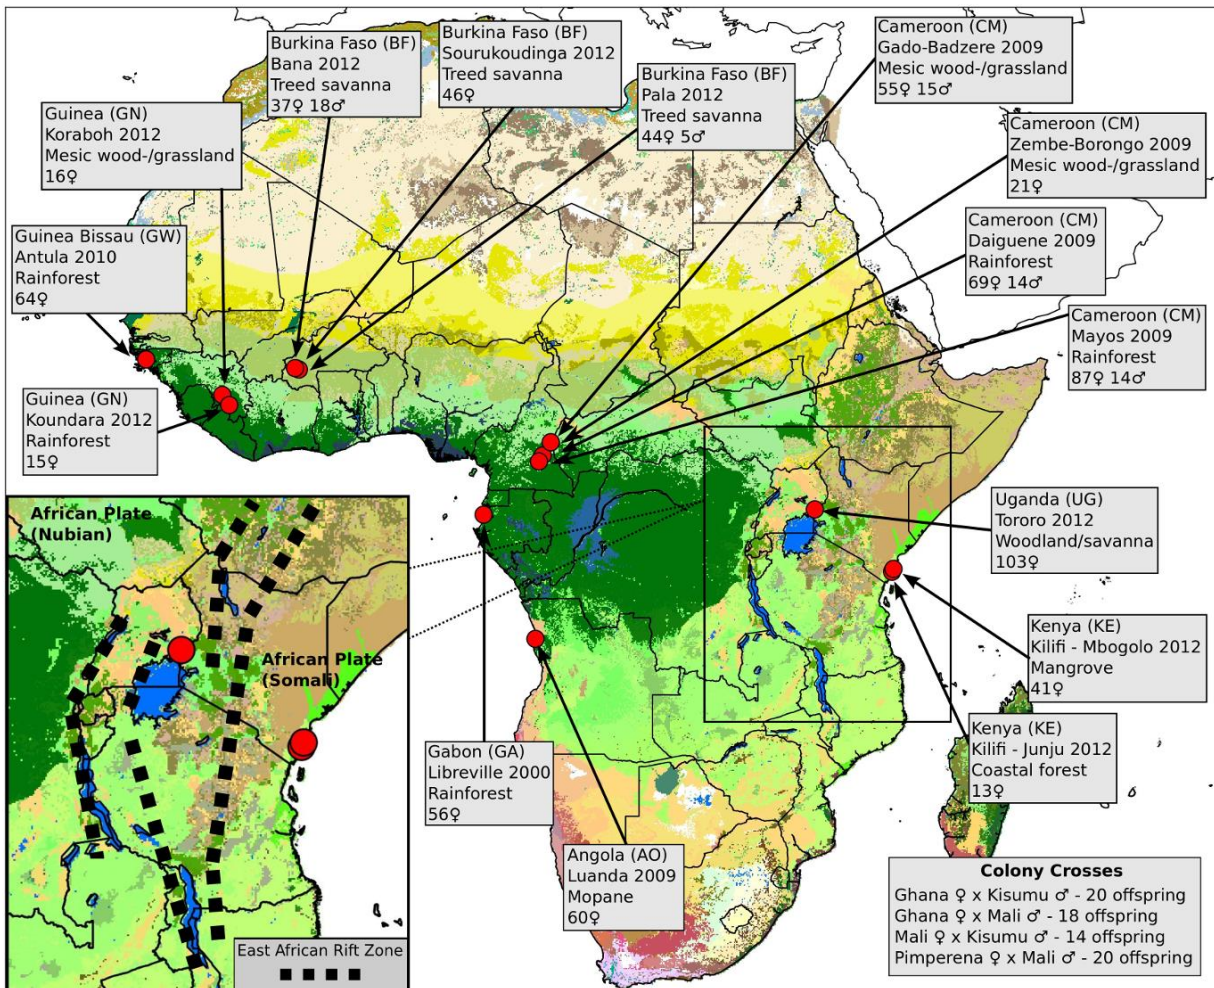 Burkina Faso (BF)
Bana 2012
Treed savanna
37♀ 18♂
Burkina Faso (BF)
Sourukoudinga 2012
Treed savanna
46♀
Burkina Faso (BF)
Pala 2012
Treed savanna
44♀ 5♂
Cameroon (CM)
Gado-Badzere 2009
Mesic wood-/grassland
55♀ 15♂
Guinea (GN)
Koraboh 2012
Mesic wood-/grassland
16♀
Cameroon (CM)
Zembe-Borongo 2009
Mesic wood-/grassland
21♀
Guinea Bissau (GW)
Antula 2010
Rainforest
64♀
Cameroon (CM)
Daiguene 2009
Rainforest
69♀ 14♂
Cameroon (CM)
Mayos 2009
Rainforest
87♀ 14♂
Guinea (GN)
Koundara 2012
Rainforest
15♀
Uganda (UG)
Tororo 2012
Woodland/savanna
103♀
African Plate
(Nubian)
African Plate
(Somali)
East African Rift Zone
Kenya (KE)
Kilifi - Mbogolo 2012
Mangrove
41♀
Kenya (KE)
Kilifi - Junju 2012
Coastal forest
13♀
Gabon (GA)
Libreville 2000
Rainforest
56♀
Angola (AO)
Luanda 2009
Mopane
60♀
Colony Crosses
Ghana ♀ x Kisumu ♂ - 20 offspring
Ghana ♀ x Mali ♂ - 18 offspring
Mali ♀ x Kisumu ♂ - 14 offspring
Pimperena ♀ x Mali ♂ - 20 offspring